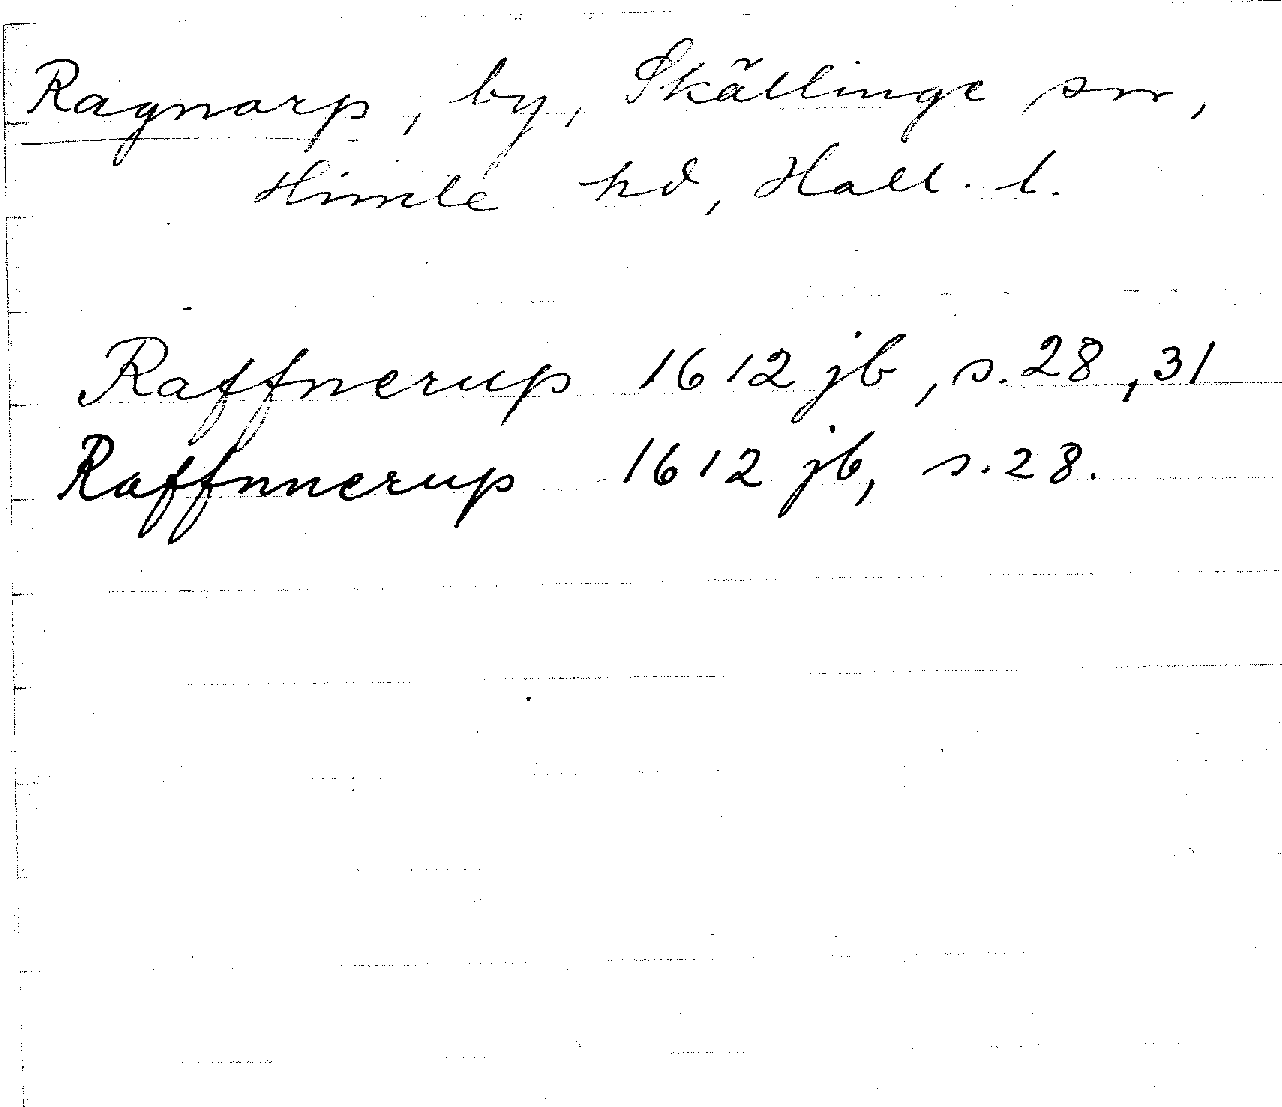 Ragnarp, by, Skällinge sn,
Himle hd, Hall. l.
Raffnerup 1612 jb, s. 28, 31
Raffnnerup 1612 jb, s. 28.